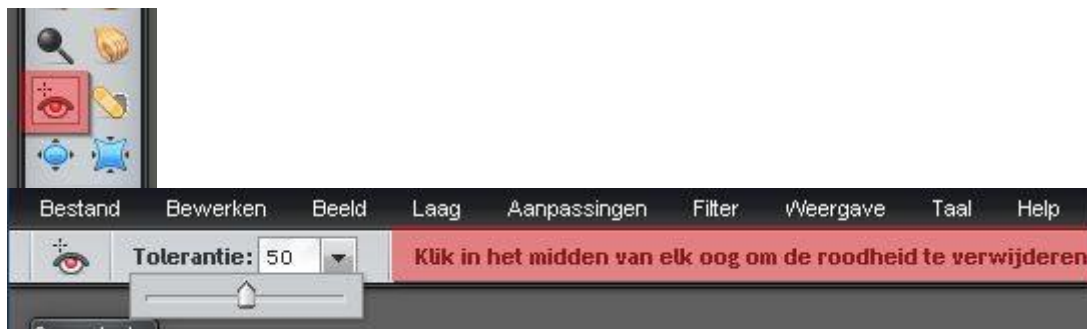 Bestand Bewerken Beeld Laag Aanpassingen Filter Weergave Taal Help
Tolerantie: 50 Klik in het midden van elk oog om de roodheid te verwijderen